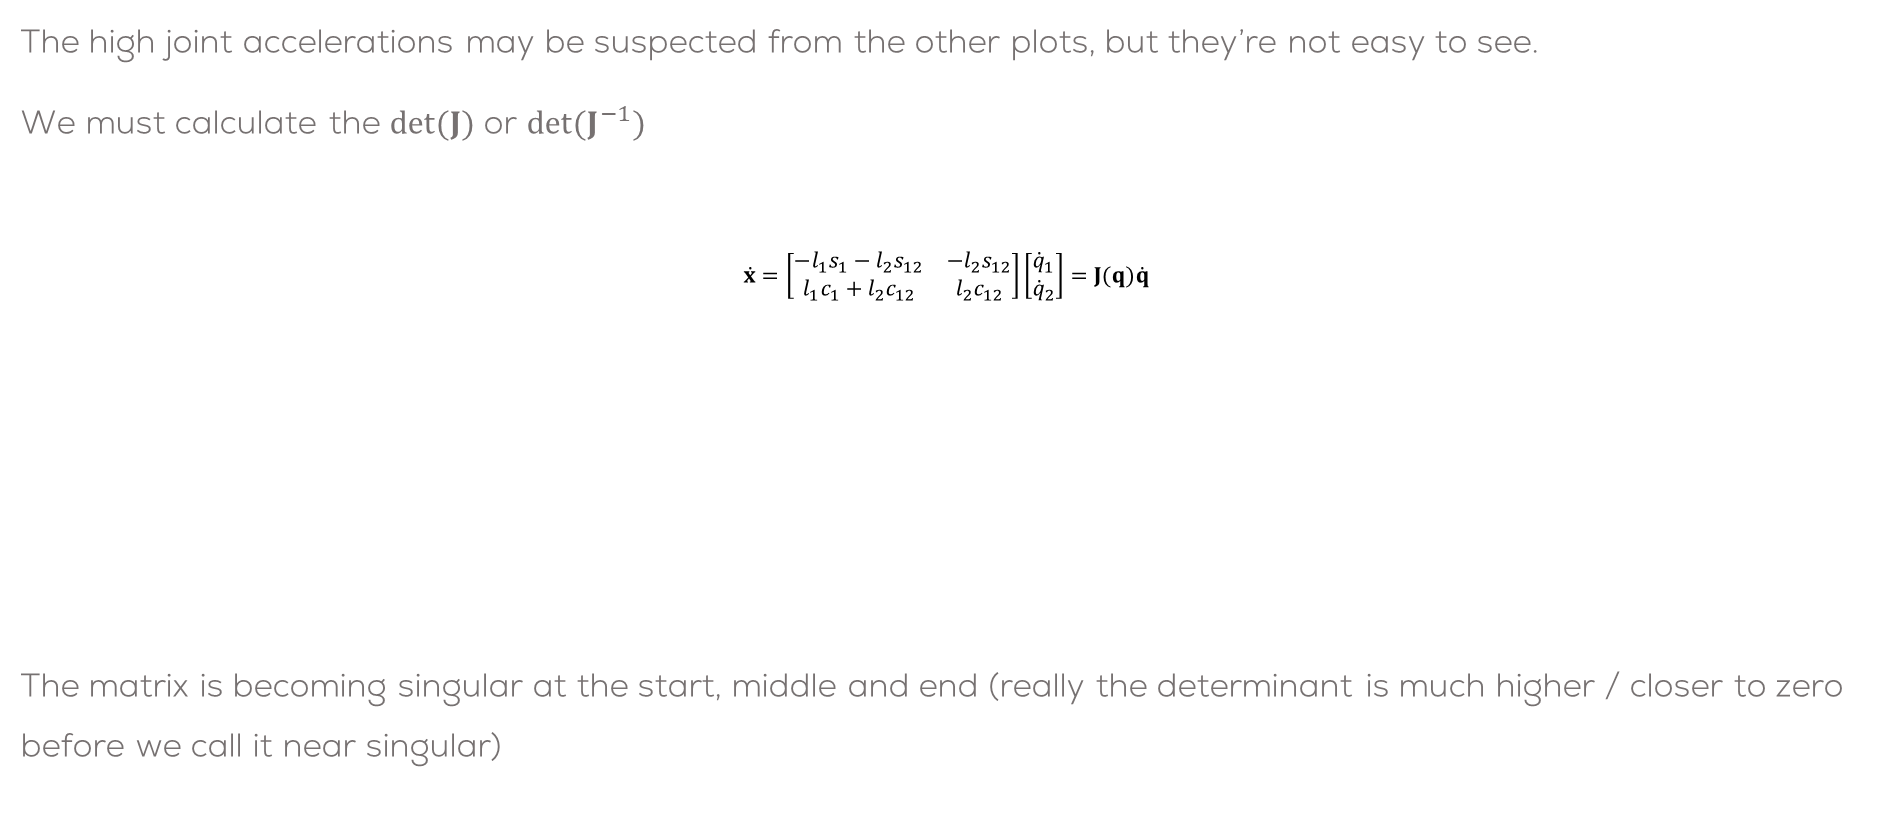 The high joint accelerations may be suspected from the other plots, but they're not easy to see.
We must calculate the det(𝐉) or det(𝐉⁻¹)
ẋ = [−l₁s₁ − l₂s₁₂  −l₂s₁₂; l₁c₁ + l₂c₁₂  l₂c₁₂] [q̇₁; q̇₂] = 𝐉(𝐪)𝐪̇
The matrix is becoming singular at the start, middle and end (really the determinant is much higher / closer to zero
before we call it near singular)